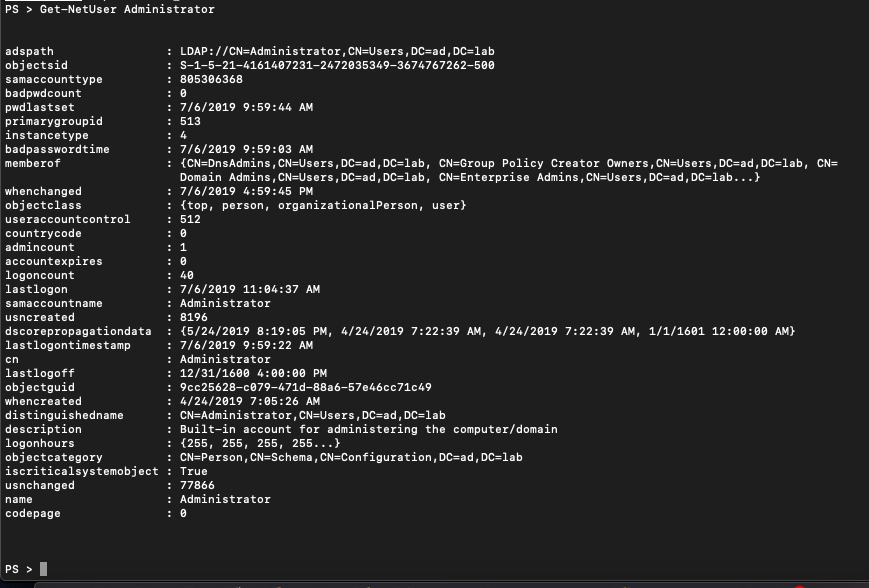 PS > Get-NetUser Administrator
adspath : LDAP://CN=Administrator,CN=Users,DC=ad,DC=lab
objectsid : S-1-5-21-4161407231-2472035349-3674767262-500
samaccounttype : 805306368
badpwdcount : 0
pwdlastset : 7/6/2019 9:59:44 AM
primarygroupid : 513
instancetype : 4
badpasswordtime : 7/6/2019 9:59:03 AM
memberof : {CN=DnsAdmins,CN=Users,DC=ad,DC=lab, CN=Group Policy Creator Owners,CN=Users,DC=ad,DC=lab, CN=
Domain Admins,CN=Users,DC=ad,DC=lab, CN=Enterprise Admins,CN=Users,DC=ad,DC=lab...}
whenchanged : 7/6/2019 4:59:45 PM
objectclass : {top, person, organizationalPerson, user}
useraccountcontrol : 512
countrycode : 0
admincount : 1
accountexpires : 0
logoncount : 40
lastlogon : 7/6/2019 11:04:37 AM
samaccountname : Administrator
usncreated : 8196
dscorepropagationdata : {5/24/2019 8:19:05 PM, 4/24/2019 7:22:39 AM, 4/24/2019 7:22:39 AM, 1/1/1601 12:00:00 AM}
lastlogontimestamp : 7/6/2019 9:59:22 AM
cn : Administrator
lastlogoff : 12/31/1600 4:00:00 PM
objectguid : 9cc25628-c079-471d-88a6-57e46cc71c49
whencreated : 4/24/2019 7:05:26 AM
distinguishedname : CN=Administrator,CN=Users,DC=ad,DC=lab
description : Built-in account for administering the computer/domain
logonhours : {255, 255, 255, 255...}
objectcategory : CN=Person,CN=Schema,CN=Configuration,DC=ad,DC=lab
iscriticalsystemobject : True
usnchanged : 77866
name : Administrator
codepage : 0
PS >